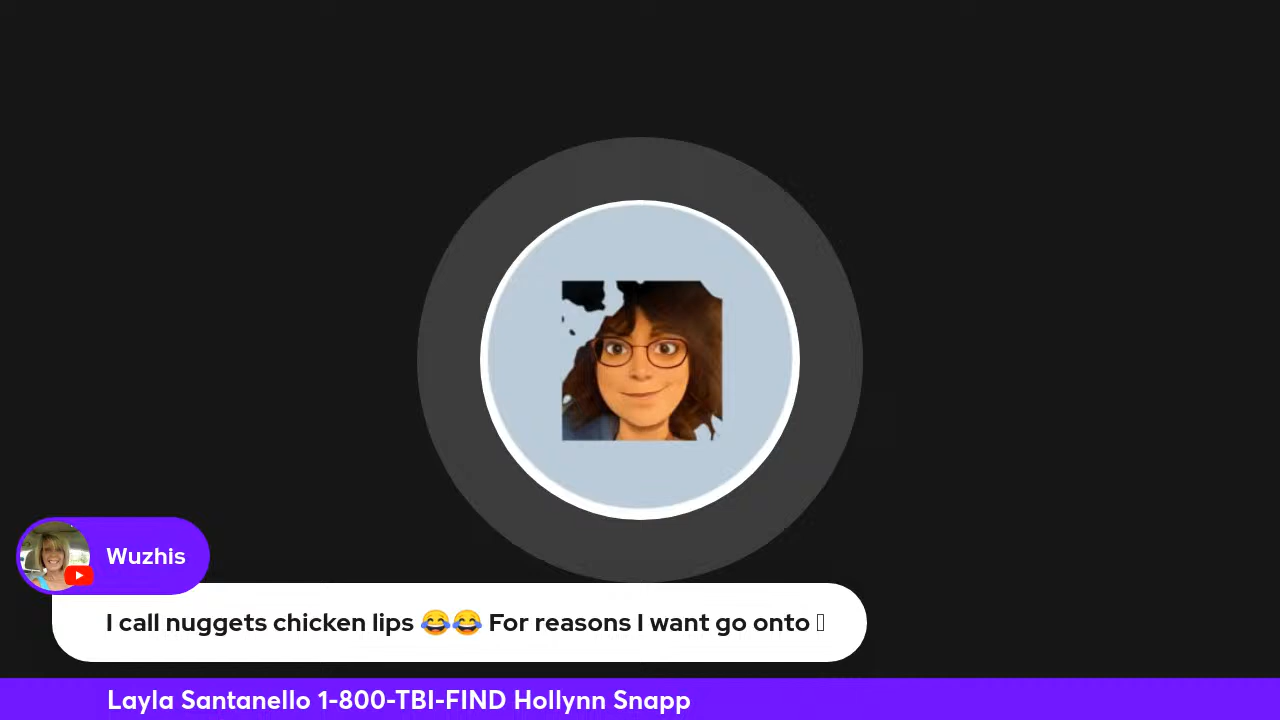 Wuzhis
I call nuggets chicken lips 😂😂 For reasons I want go onto
Layla Santanello 1-800-TBI-FIND Hollynn Snapp